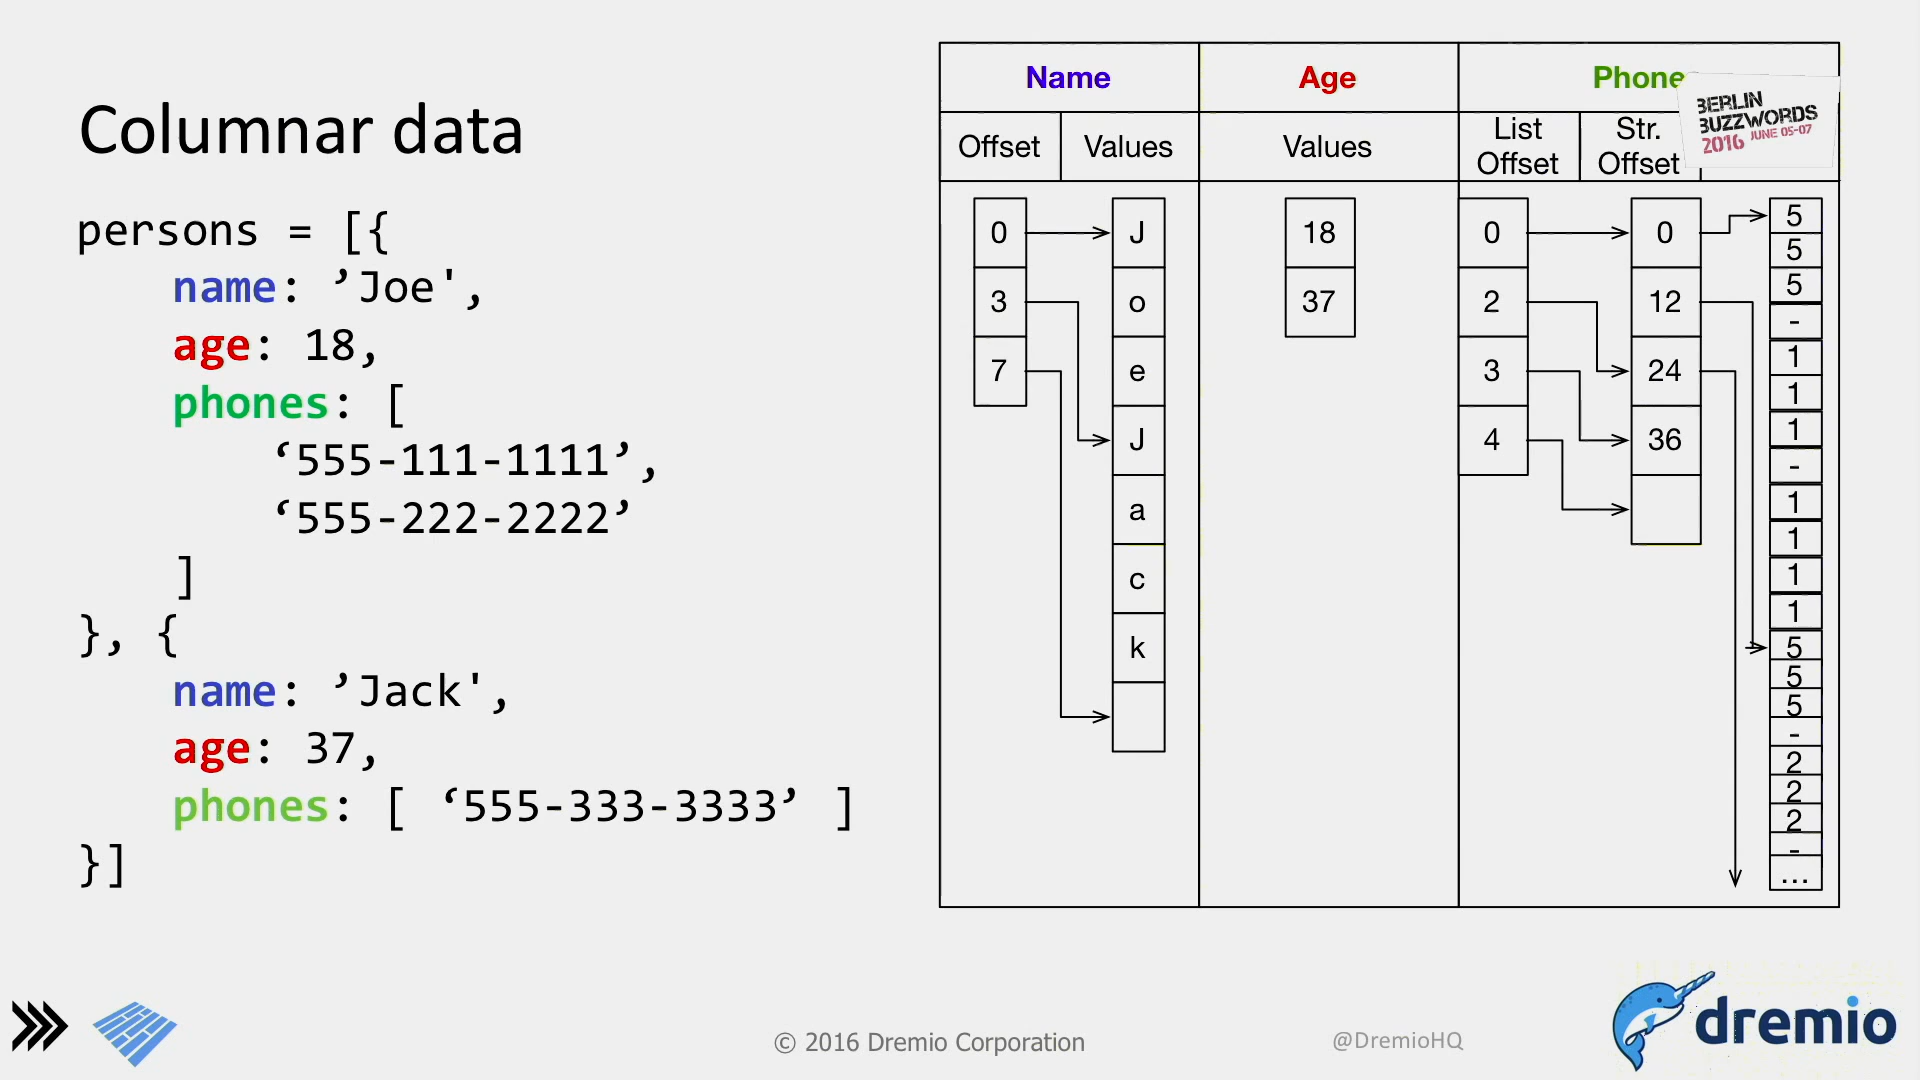 Columnar data
persons = [{
name: ’Joe',
age: 18,
phones: [
‘555-111-1111’,
‘555-222-2222’
]
}, {
name: ’Jack',
age: 37,
phones: [ ‘555-333-3333’ ]
}]
Name Age
Offset Values Values List Offset Str. Offset
BERLIN
BUZZWORDS
2016 JUNE 05-07
0
3
7
J
o
e
J
a
c
k
18
37
0
2
3
4
0
12
24
36
5
5
5
-
1
1
1
-
1
1
1
1
5
5
5
-
2
2
2
-
...
© 2016 Dremio Corporation
@DremioHQ
dremio